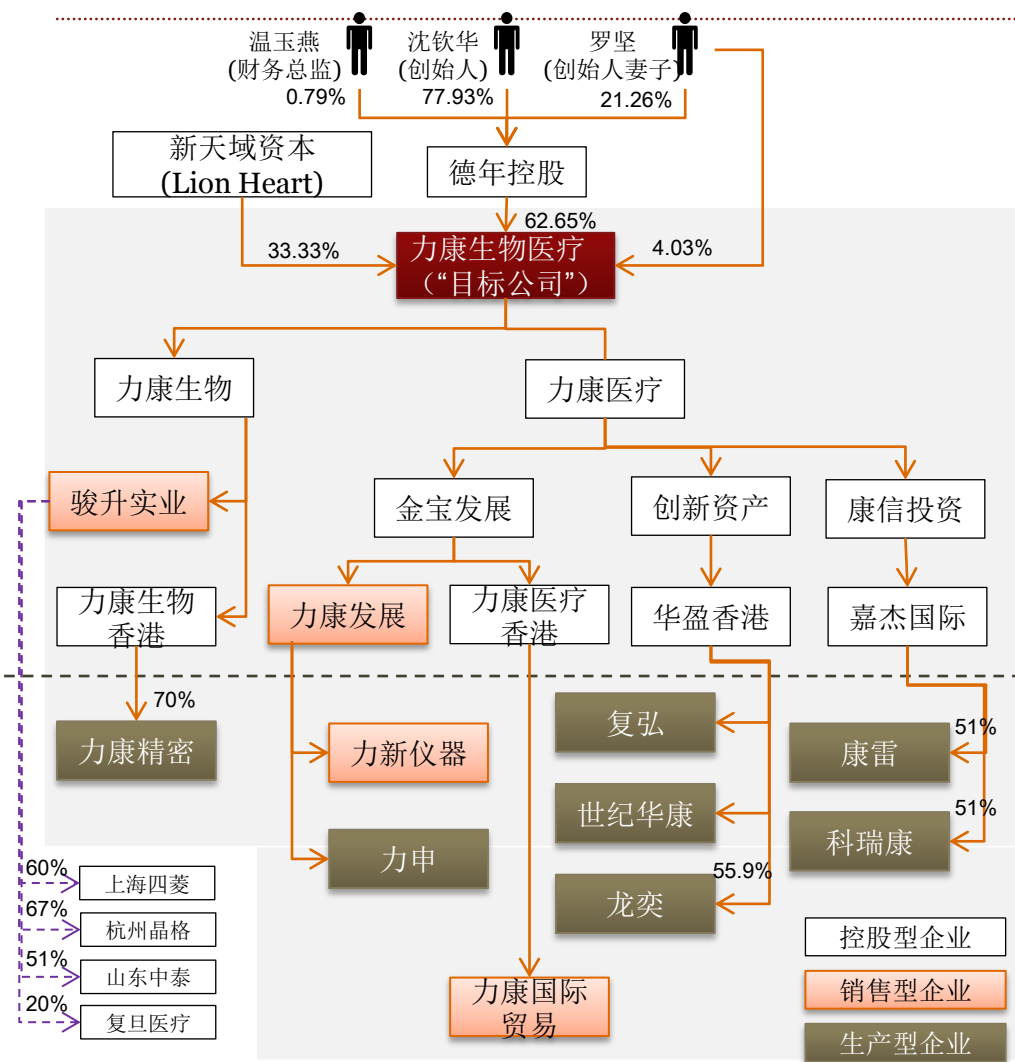 温玉燕
(财务总监)
0.79%
沈钦华
(创始人)
77.93%
罗坚
(创始人妻子)
21.26%
新天域资本
(Lion Heart)
德年控股
62.65%
33.33%
力康生物医疗
（“目标公司”）
4.03%
力康生物
力康医疗
骏升实业
金宝发展
创新资产
康信投资
力康生物
香港
力康发展
力康医疗
香港
华盈香港
嘉杰国际
70%
力康精密
力新仪器
复弘
51%
康雷
世纪华康
51%
科瑞康
力申
55.9%
龙奕
60%
上海四菱
67%
杭州晶格
51%
山东中泰
20%
复旦医疗
力康国际
贸易
控股型企业
销售型企业
生产型企业